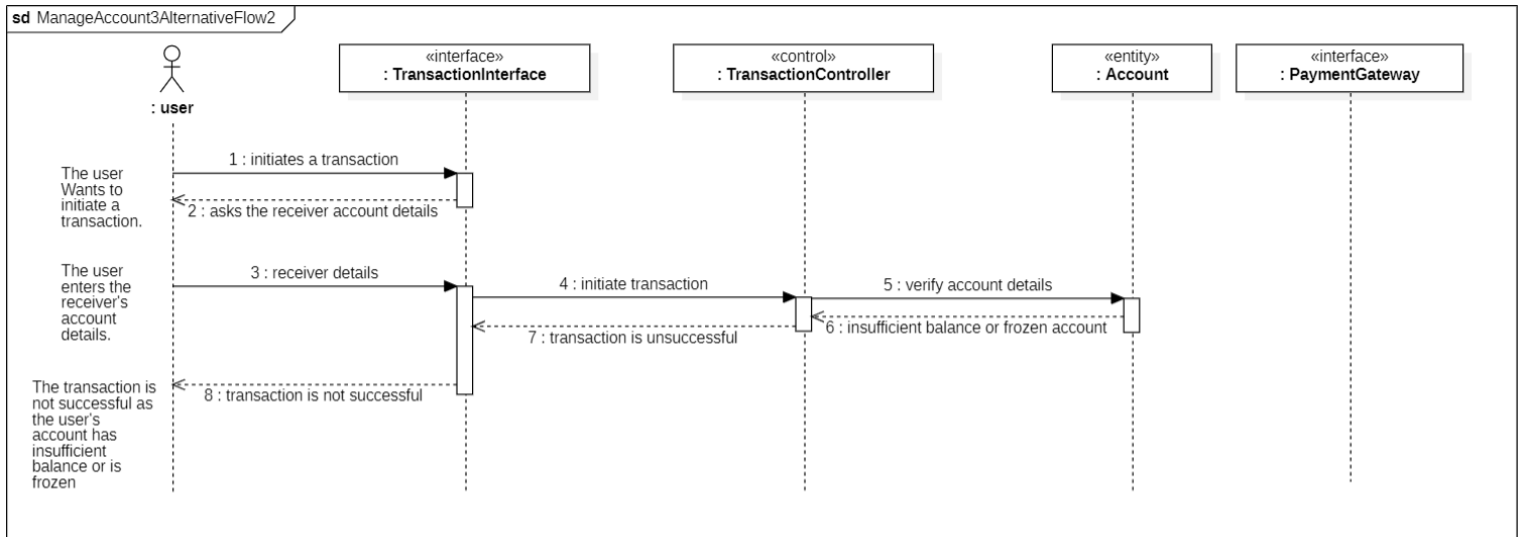 sd ManageAccount3AlternativeFlow2
«interface»
: TransactionInterface
«control»
: TransactionController
«entity»
: Account
«interface»
: PaymentGateway
: user
1 : initiates a transaction
The user
Wants to
initiate a
transaction.
2 : asks the receiver account details
The user
enters the
receiver's
account
details.
3 : receiver details
4 : initiate transaction
5 : verify account details
6 : insufficient balance or frozen account
7 : transaction is unsuccessful
8 : transaction is not successful
The transaction is
not successful as
the user's
account has
insufficient
balance or is
frozen